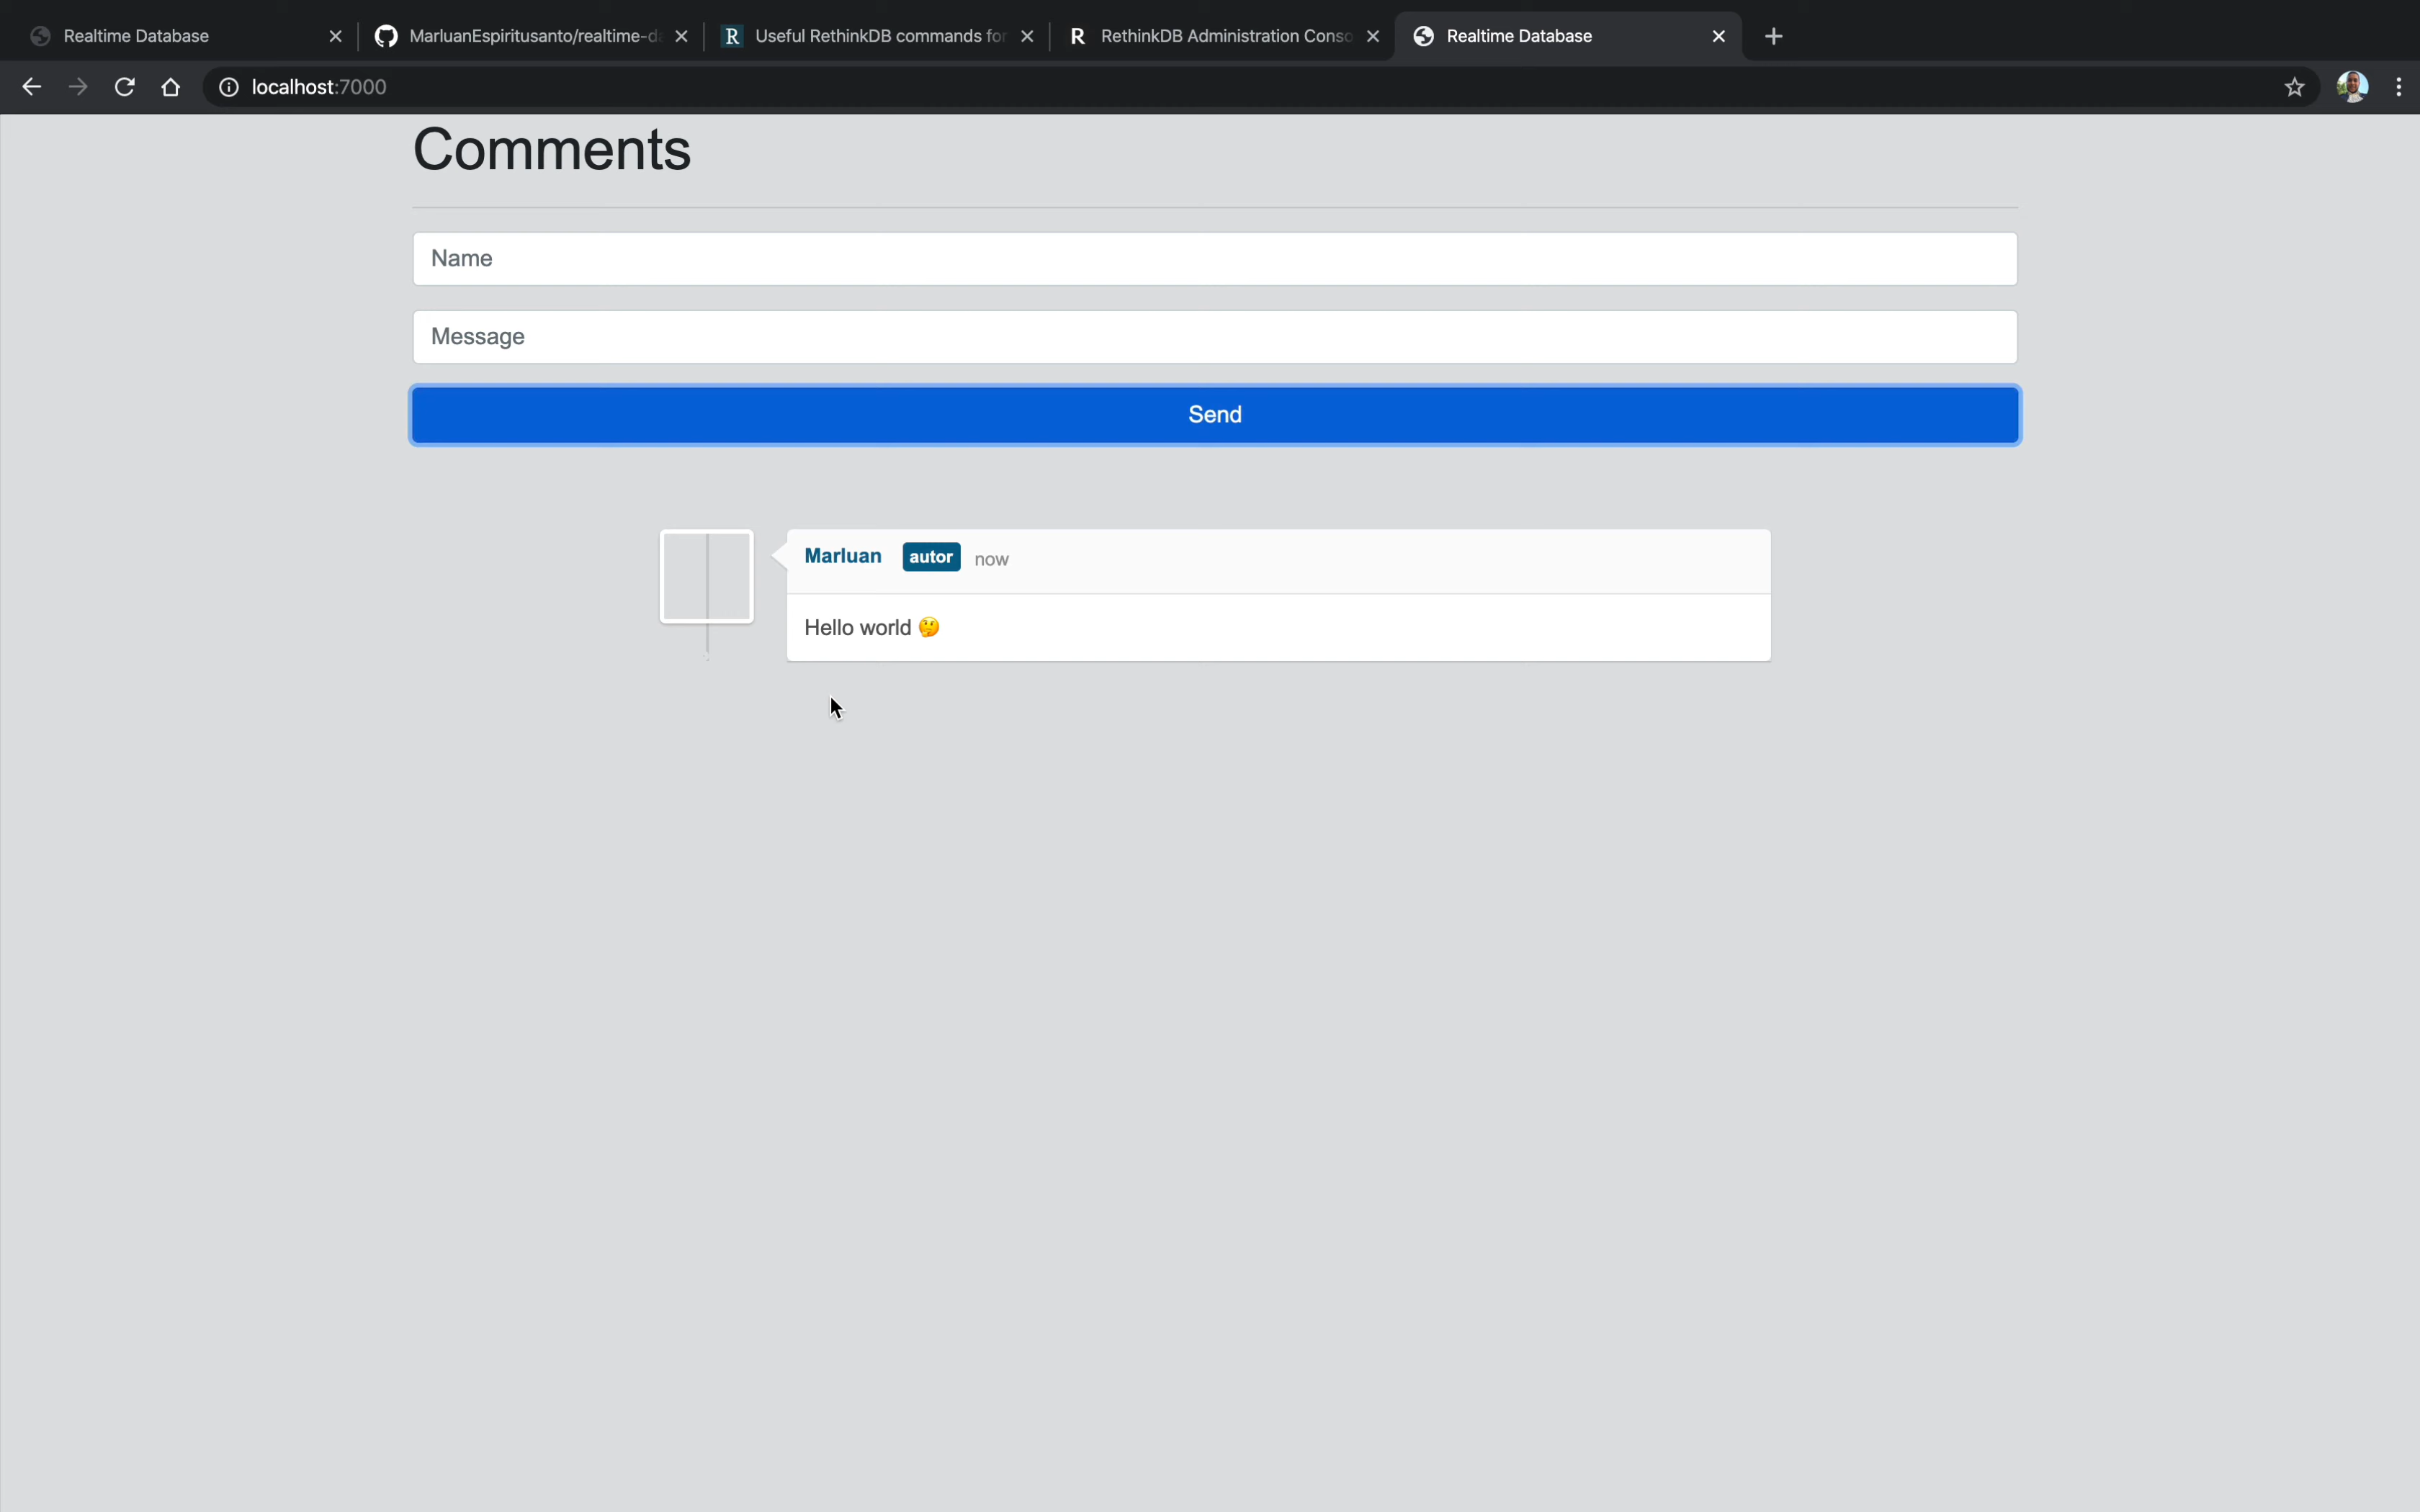 Realtime Database
MarluanEspiritusanto/realtime-d
Useful RethinkDB commands for
RethinkDB Administration Conso
Realtime Database
localhost:7000
Comments
Name
Message
Send
Marluan autor now
Hello world 🤔